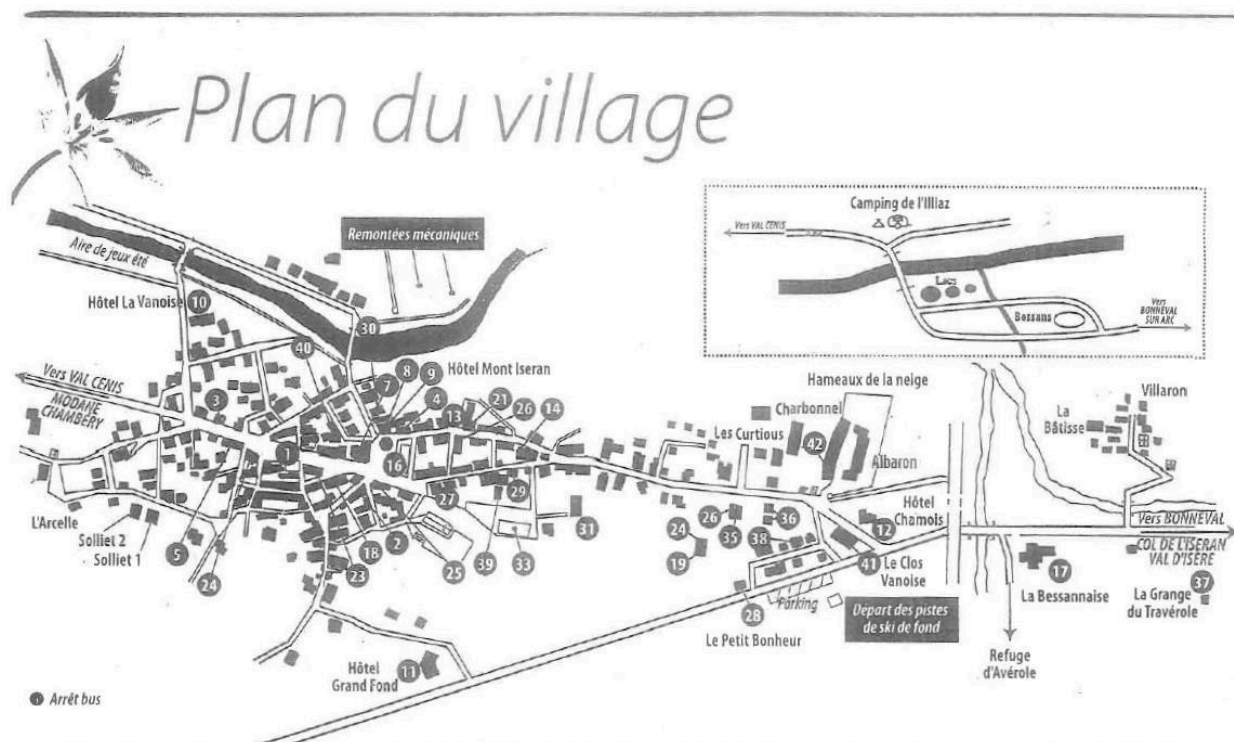 Plan du village
Camping de l'Illiaz
Vers VAL CENIS
Lacs
Bessans
Vers
BONNEVAL
SUR ARC
Remontées mécaniques
Aire de jeux été
Hôtel La Vanoise 10
30
40
Vers VAL CENIS
MODANE
CHAMBÉRY
3
7
8
9
Hôtel Mont Iseran
4
13
21
26
14
1
16
27
29
31
Hameaux de la neige
Charbonnel
42
Les Curtious
Albaron
Villaron
La
Bâtisse
L'Arcelle
Solliet 2
Solliet 1
5
24
18
2
23
25
39
33
24
19
26
35
36
38
Hôtel
Chamois
12
41
Le Clos
Vanoise
28
Parking
Le Petit Bonheur
Départ des pistes
de ski de fond
Vers BONNEVAL
COL DE L'ISERAN
VAL D'ISÈRE
17
La Bessannaise
La Grange
du Travérole
37
Refuge
d'Avérole
Hôtel
Grand Fond
11
Arrêt bus